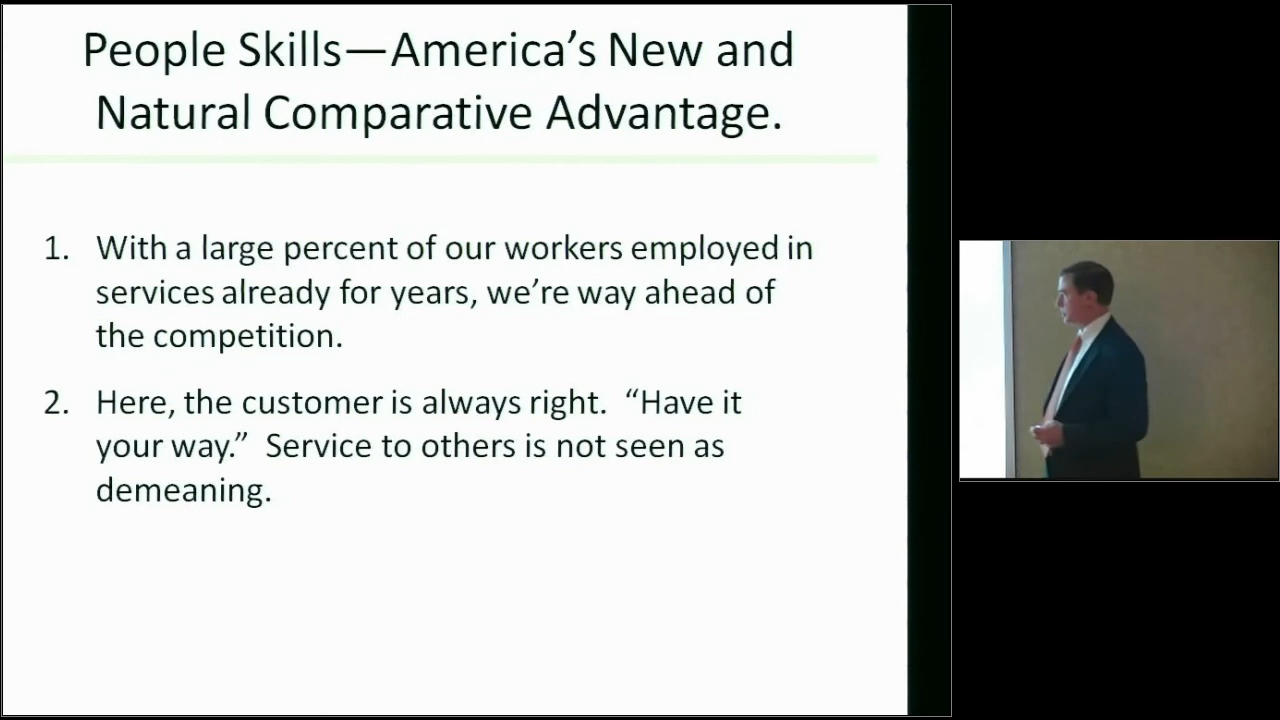 People Skills—America’s New and
Natural Comparative Advantage.
1. With a large percent of our workers employed in
services already for years, we’re way ahead of
the competition.
2. Here, the customer is always right.  “Have it
your way.”  Service to others is not seen as
demeaning.